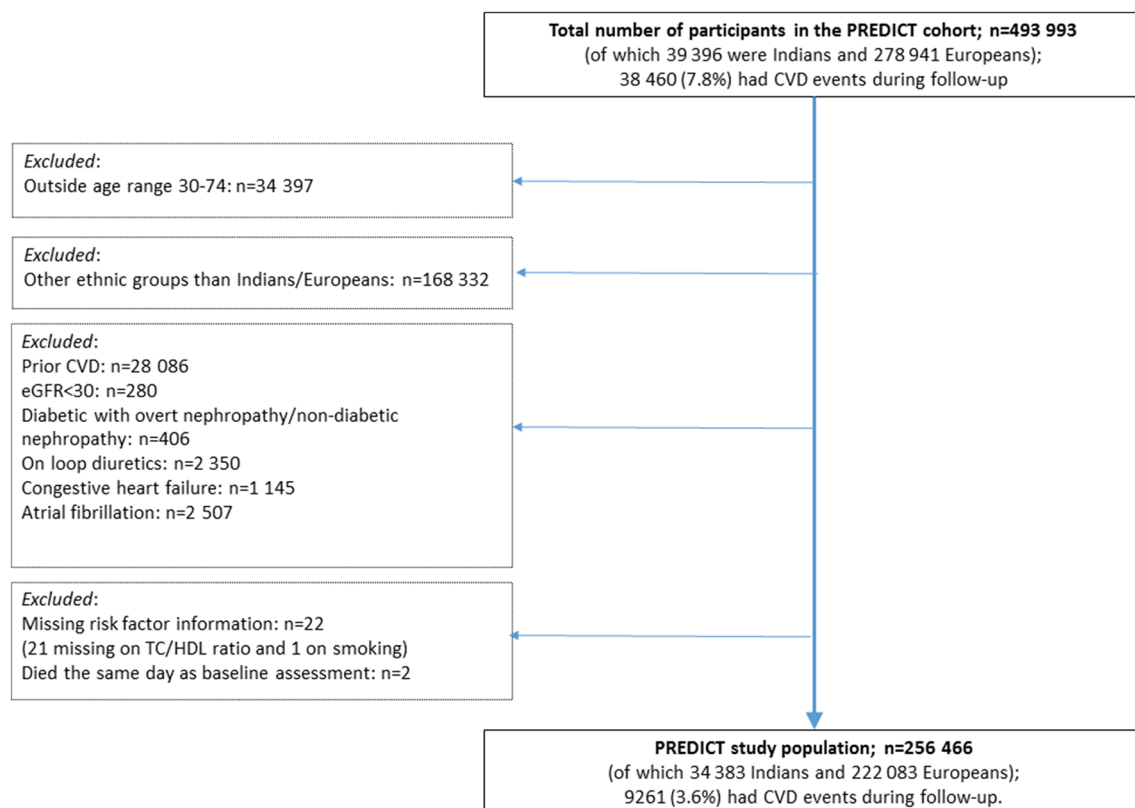 Total number of participants in the PREDICT cohort; n=493 993
(of which 39 396 were Indians and 278 941 Europeans);
38 460 (7.8%) had CVD events during follow-up
Excluded:
Outside age range 30-74: n=34 397
Excluded:
Other ethnic groups than Indians/Europeans: n=168 332
Excluded:
Prior CVD: n=28 086
eGFR<30: n=280
Diabetic with overt nephropathy/non-diabetic
nephropathy: n=406
On loop diuretics: n=2 350
Congestive heart failure: n=1 145
Atrial fibrillation: n=2 507
Excluded:
Missing risk factor information: n=22
(21 missing on TC/HDL ratio and 1 on smoking)
Died the same day as baseline assessment: n=2
PREDICT study population; n=256 466
(of which 34 383 Indians and 222 083 Europeans);
9261 (3.6%) had CVD events during follow-up.